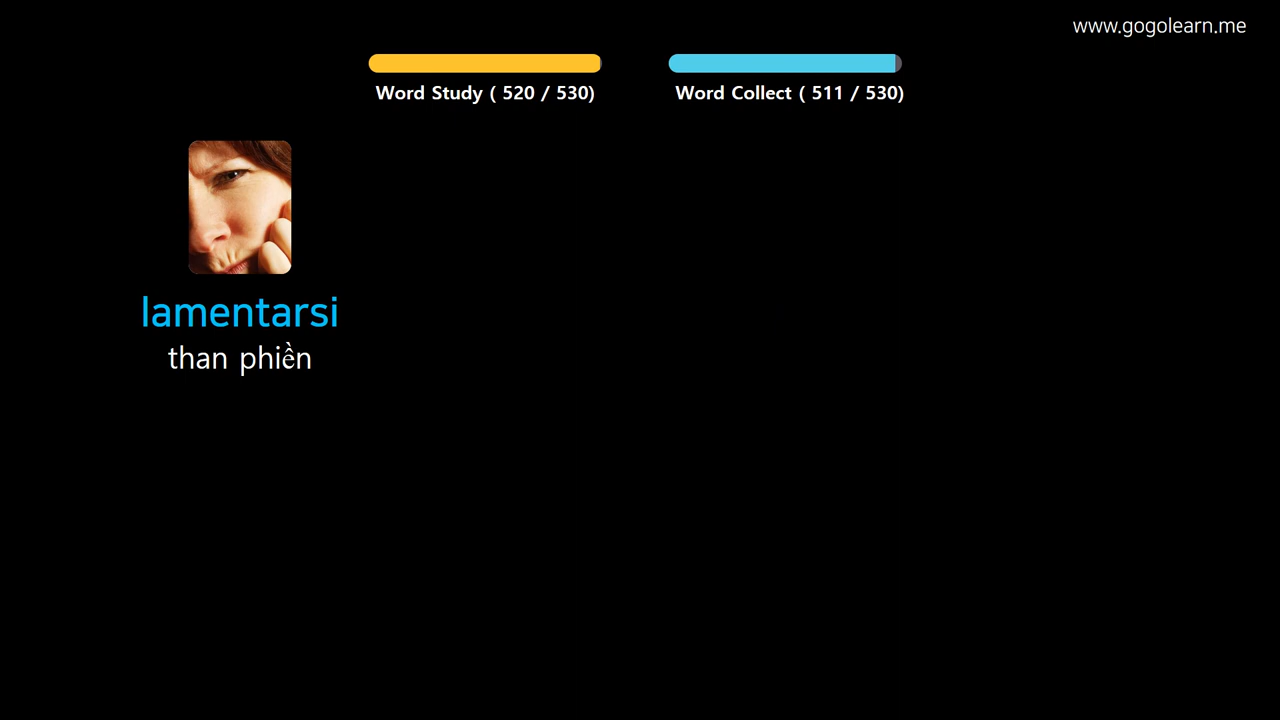 www.gogolearn.me
Word Study ( 520 / 530)
Word Collect ( 511 / 530)
lamentarsi
than phiền